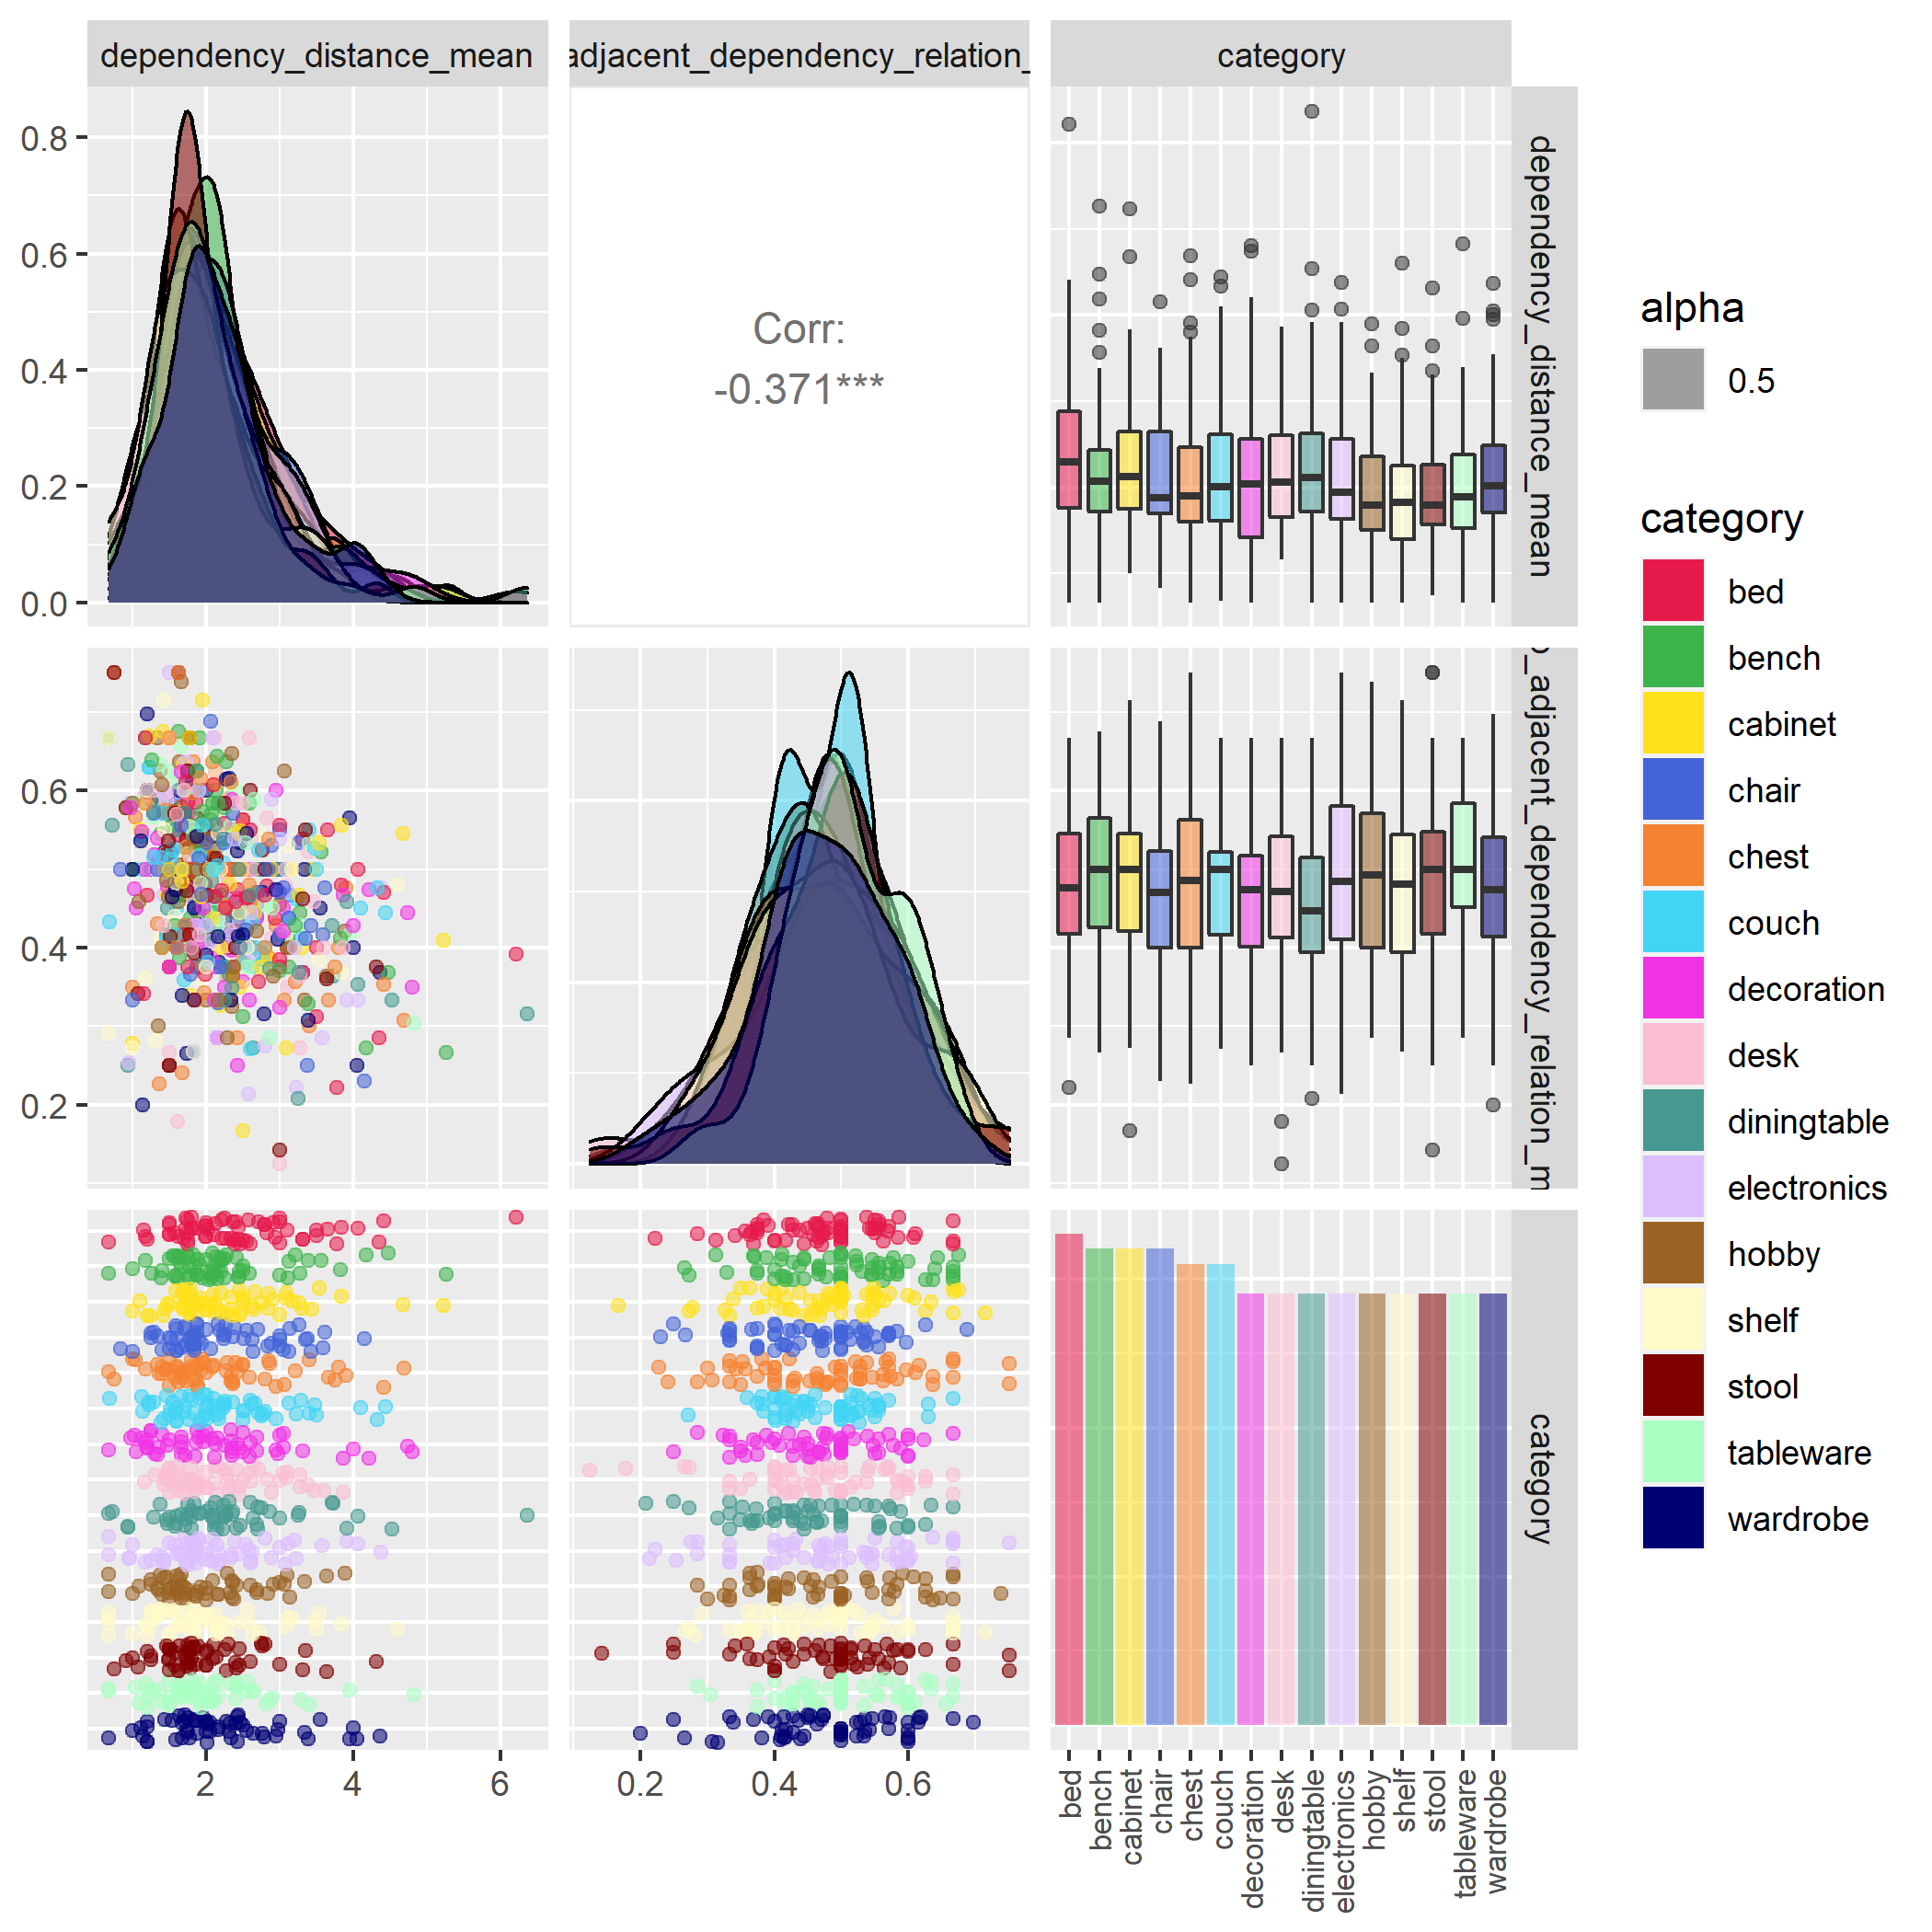 dependency_distance_mean
adjacent_dependency_relation_
category
0.8
0.6
0.4
0.2
0.0
Corr:
-0.371***
dependency_distance_mean
0.6
0.4
0.2
_adjacent_dependency_relation_m
category
2
4
6
0.2
0.4
0.6
bed
bench
cabinet
chair
chest
couch
decoration
desk
diningtable
electronics
hobby
shelf
stool
tableware
wardrobe
alpha
0.5
category
bed
bench
cabinet
chair
chest
couch
decoration
desk
diningtable
electronics
hobby
shelf
stool
tableware
wardrobe